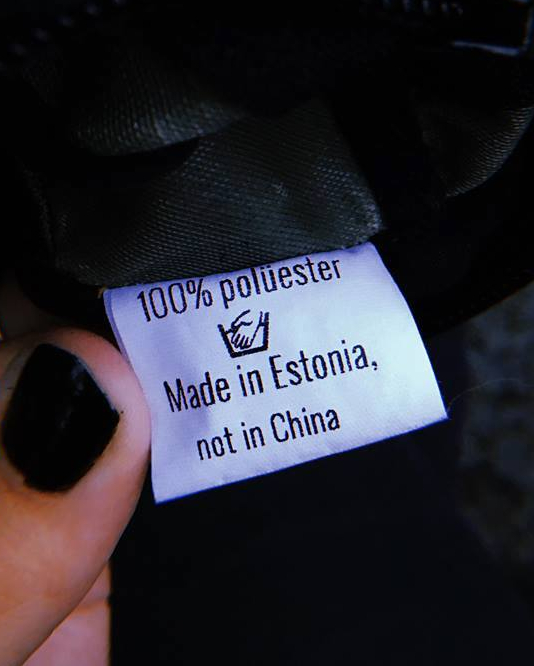 100% polüester
Made in Estonia,
not in China